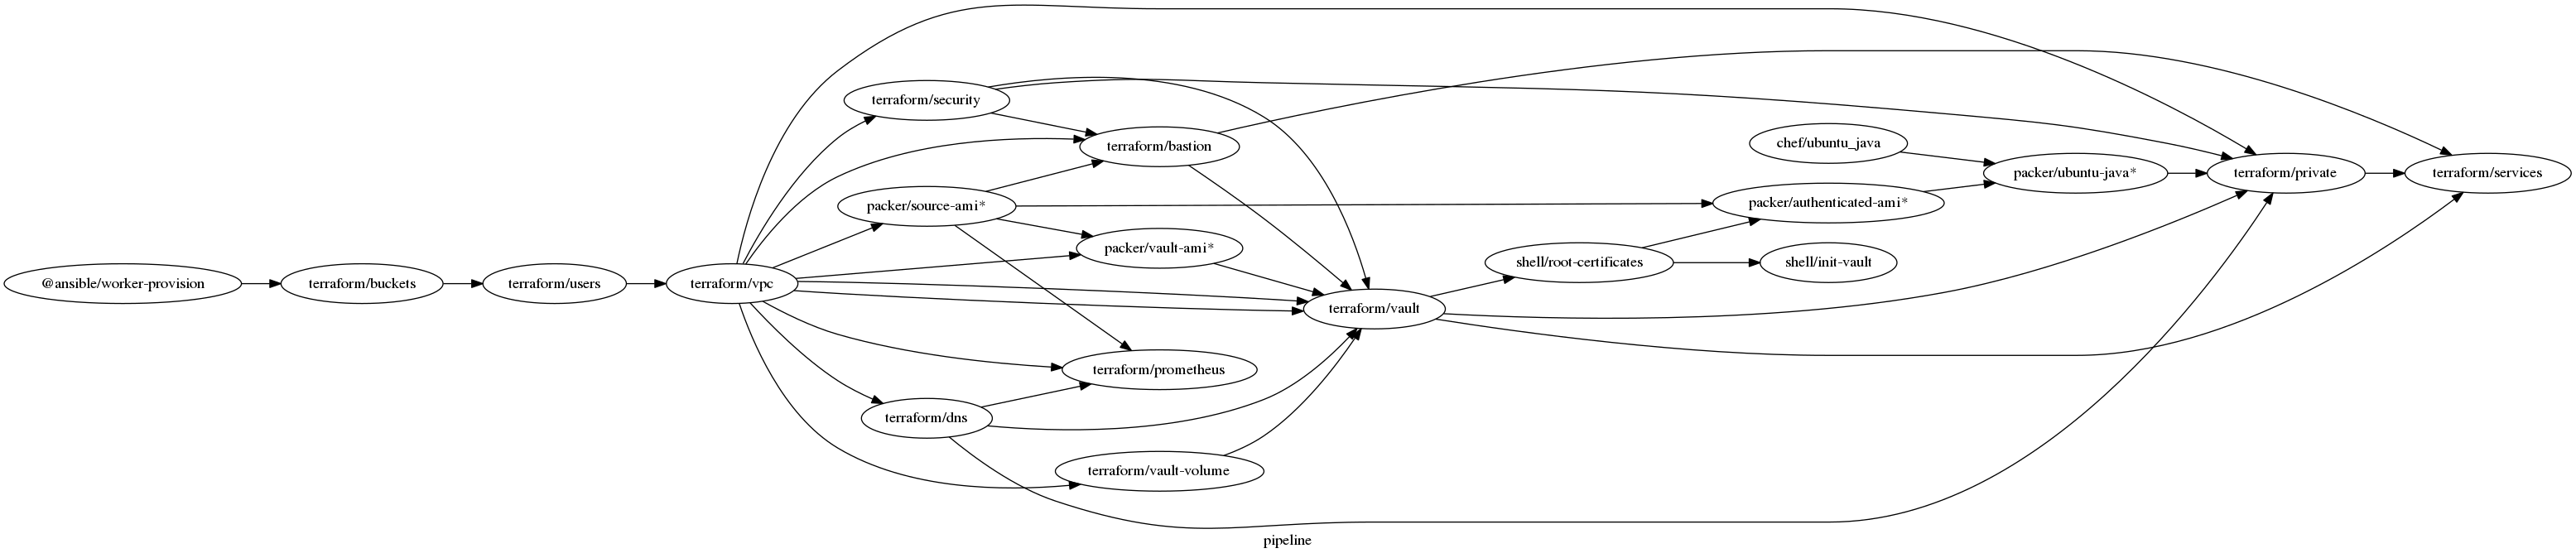 @ansible/worker-provision
terraform/buckets
terraform/users
terraform/vpc
terraform/security
packer/source-ami*
terraform/dns
terraform/bastion
packer/vault-ami*
terraform/prometheus
terraform/vault-volume
terraform/vault
shell/root-certificates
chef/ubuntu_java
packer/authenticated-ami*
shell/init-vault
packer/ubuntu-java*
terraform/private
terraform/services
pipeline